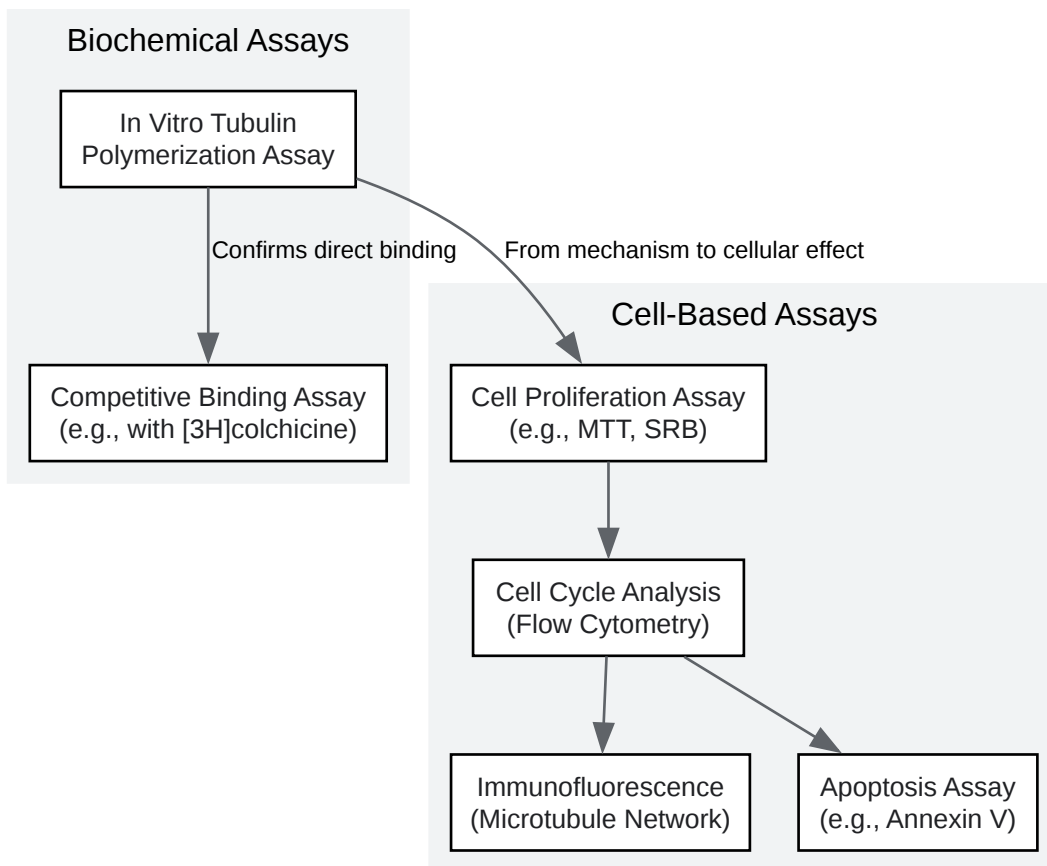 Biochemical Assays
In Vitro Tubulin
Polymerization Assay
Confirms direct binding
From mechanism to cellular effect
Competitive Binding Assay
(e.g., with [3H]colchicine)
Cell-Based Assays
Cell Proliferation Assay
(e.g., MTT, SRB)
Cell Cycle Analysis
(Flow Cytometry)
Immunofluorescence
(Microtubule Network)
Apoptosis Assay
(e.g., Annexin V)